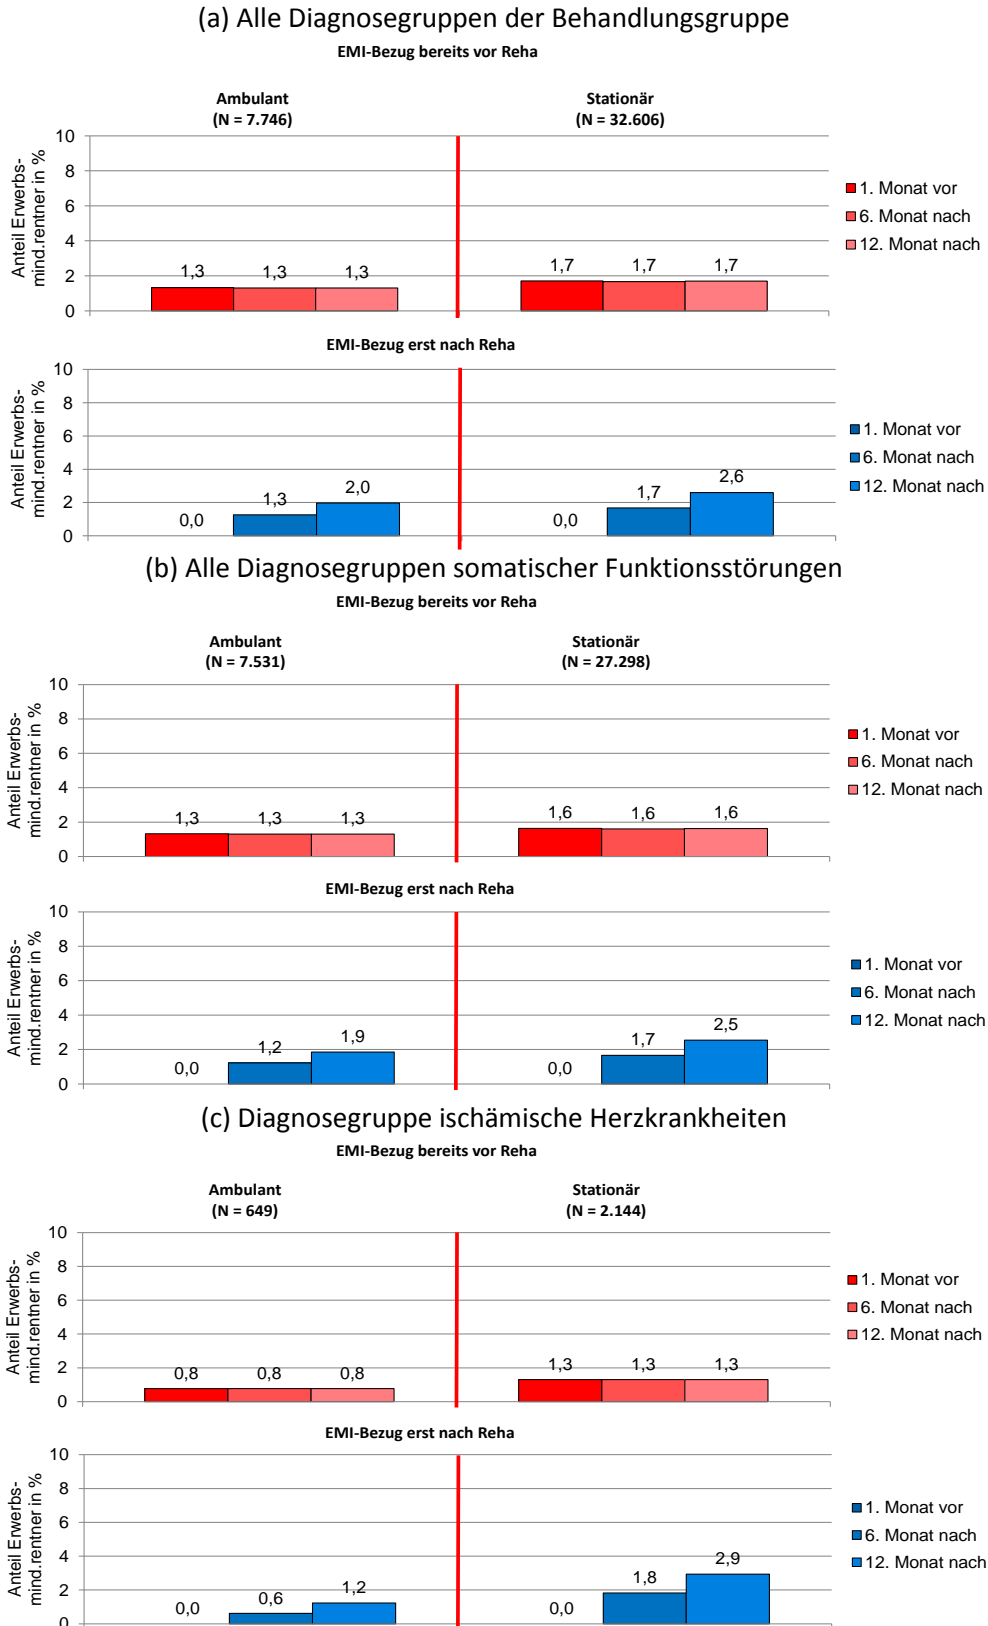 (a) Alle Diagnosegruppen der Behandlungsgruppe
EMI-Bezug bereits vor Reha
Ambulant
(N = 7.746)
Stationär
(N = 32.606)
Anteil Erwerbs-
mind.rentner in %
10
8
6
4
2
0
1,3
1,3
1,3
1,7
1,7
1,7
1. Monat vor
6. Monat nach
12. Monat nach
EMI-Bezug erst nach Reha
Anteil Erwerbs-
mind.rentner in %
10
8
6
4
2
0
0,0
1,3
2,0
0,0
1,7
2,6
1. Monat vor
6. Monat nach
12. Monat nach
(b) Alle Diagnosegruppen somatischer Funktionsstörungen
EMI-Bezug bereits vor Reha
Ambulant
(N = 7.531)
Stationär
(N = 27.298)
Anteil Erwerbs-
mind.rentner in %
10
8
6
4
2
0
1,3
1,3
1,3
1,6
1,6
1,6
1. Monat vor
6. Monat nach
12. Monat nach
EMI-Bezug erst nach Reha
Anteil Erwerbs-
mind.rentner in %
10
8
6
4
2
0
0,0
1,2
1,9
0,0
1,7
2,5
1. Monat vor
6. Monat nach
12. Monat nach
(c) Diagnosegruppe ischämische Herzkrankheiten
EMI-Bezug bereits vor Reha
Ambulant
(N = 649)
Stationär
(N = 2.144)
Anteil Erwerbs-
mind.rentner in %
10
8
6
4
2
0
0,8
0,8
0,8
1,3
1,3
1,3
1. Monat vor
6. Monat nach
12. Monat nach
EMI-Bezug erst nach Reha
Anteil Erwerbs-
mind.rentner in %
10
8
6
4
2
0
0,0
0,6
1,2
0,0
1,8
2,9
1. Monat vor
6. Monat nach
12. Monat nach